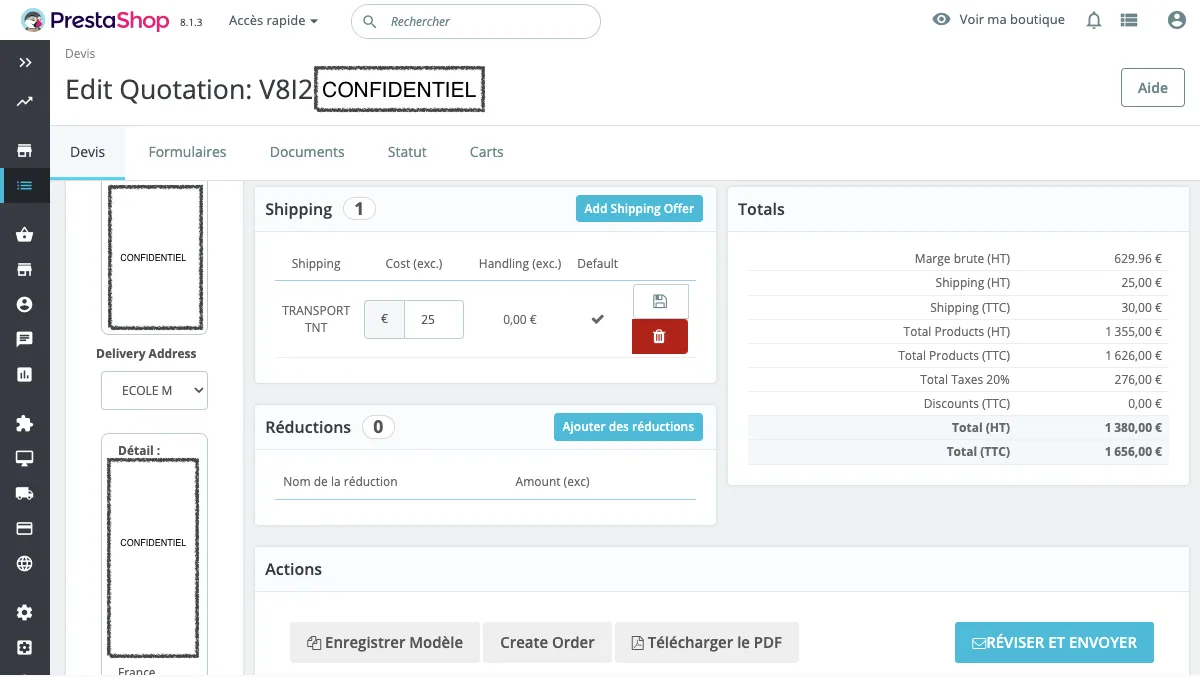 PrestaShop 8.1.3 Accès rapide Rechercher Voir ma boutique
Devis
Edit Quotation: V8I2 CONFIDENTIEL
Aide
Devis Formulaires Documents Statut Carts
CONFIDENTIEL
Delivery Address
ECOLE M
Détail :
CONFIDENTIEL
France
Shipping 1 Add Shipping Offer
Shipping Cost (exc.) Handling (exc.) Default
TRANSPORT
TNT
€ 25 0,00 €
Réductions 0 Ajouter des réductions
Nom de la réduction Amount (exc)
Totals
Marge brute (HT) 629.96 €
Shipping (HT) 25,00 €
Shipping (TTC) 30,00 €
Total Products (HT) 1 355,00 €
Total Products (TTC) 1 626,00 €
Total Taxes 20% 276,00 €
Discounts (TTC) 0,00 €
Total (HT) 1 380,00 €
Total (TTC) 1 656,00 €
Actions
Enregistrer Modèle Create Order Télécharger le PDF RÉVISER ET ENVOYER